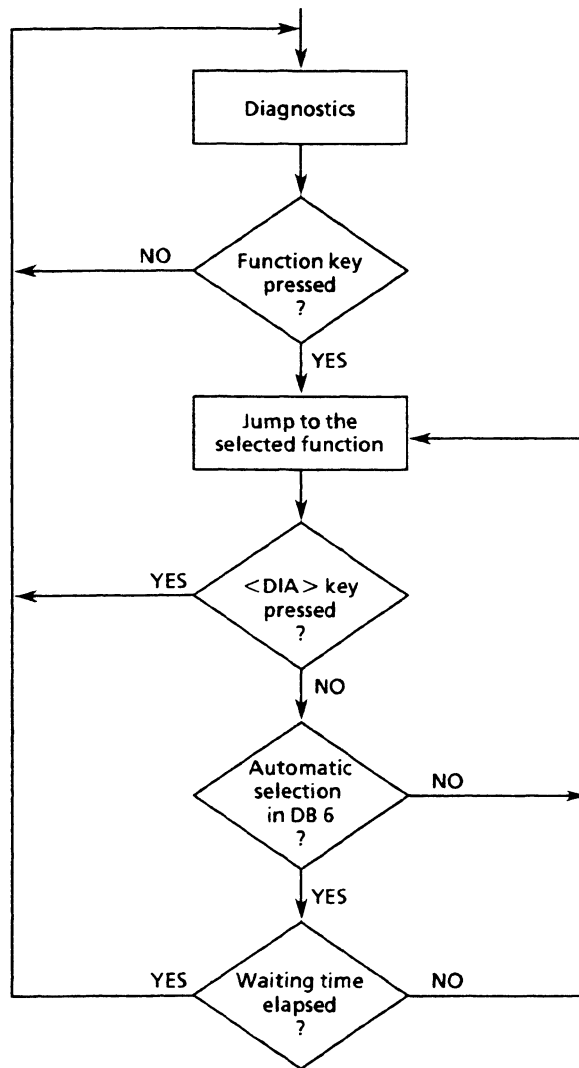 Diagnostics
NO
Function key
pressed
?
YES
Jump to the
selected function
YES
<DIA> key
pressed
?
NO
Automatic
selection
in DB 6
?
NO
YES
YES
Waiting time
elapsed
?
NO